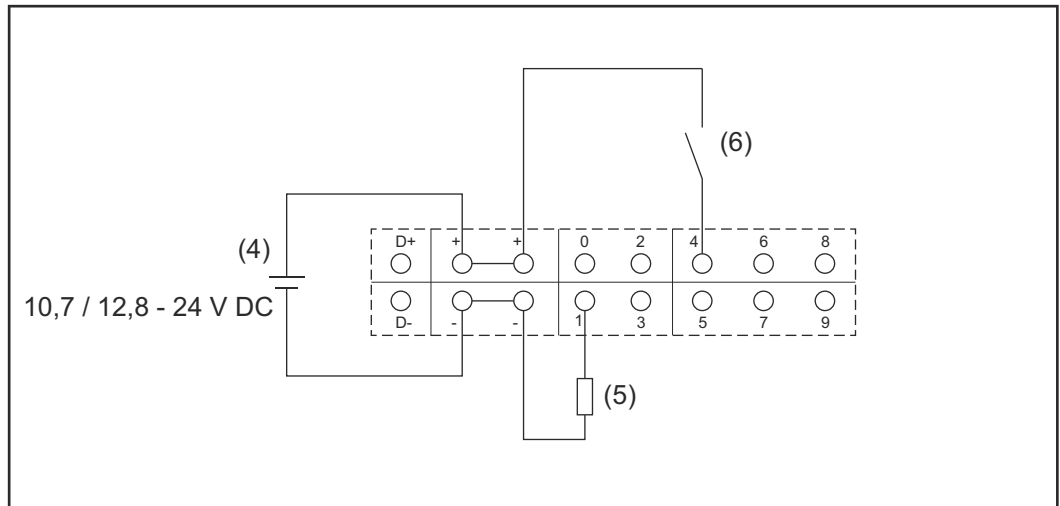 (6)
(4)
10,7 / 12,8 - 24 V DC
D+ + + 0 2 4 6 8
D- - - 1 3 5 7 9
(5)